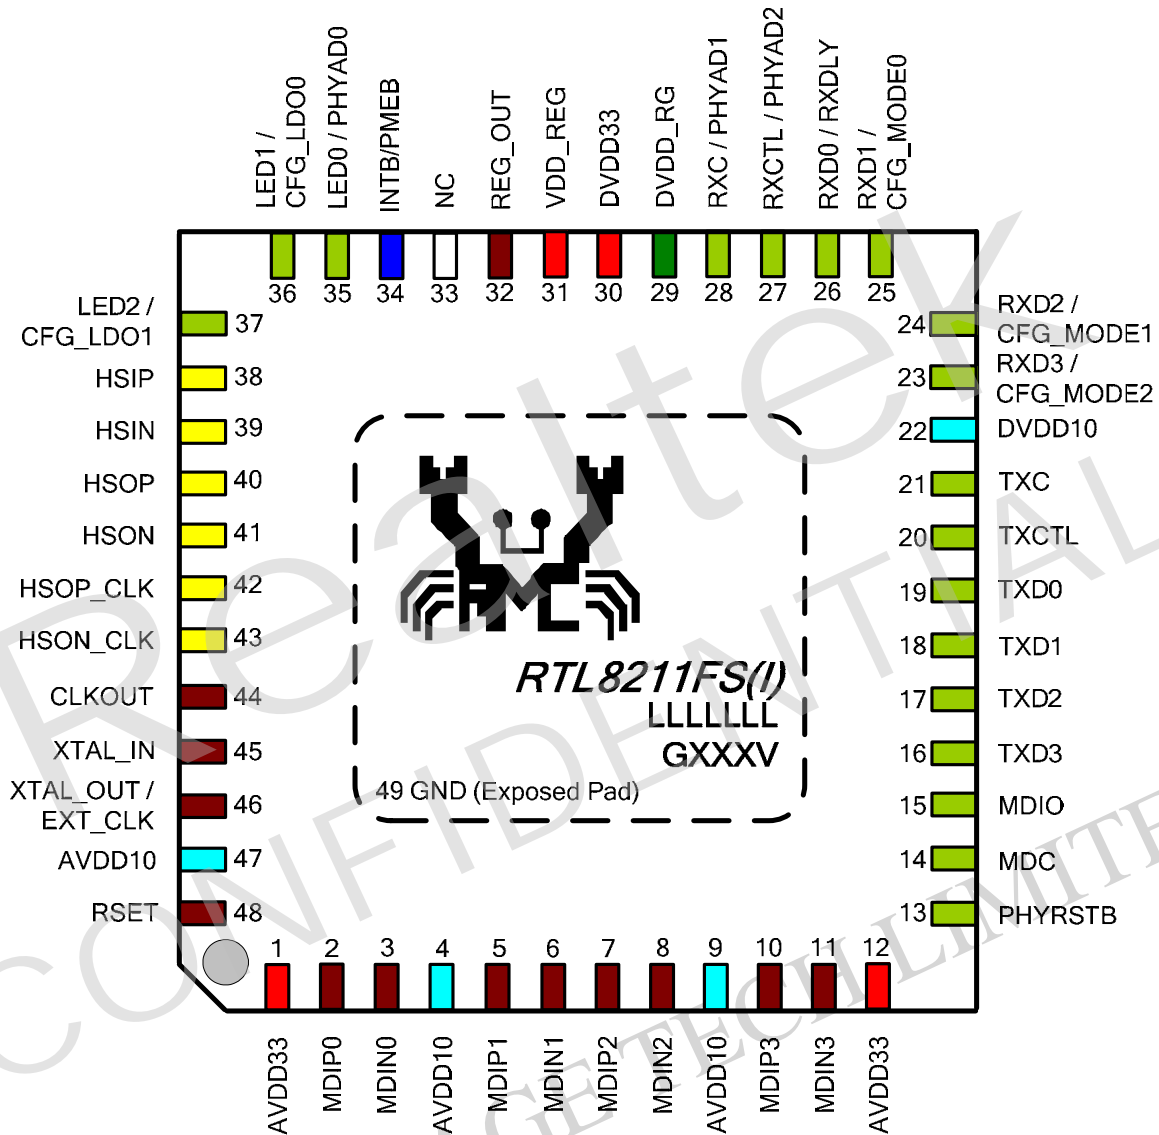 LED1 /
CFG_LDO0
LED0 / PHYAD0
INTB/PMEB
NC
REG_OUT
VDD_REG
DVDD33
DVDD_RG
RXC / PHYAD1
RXCTL / PHYAD2
RXD0 / RXDLY
RXD1 /
CFG_MODE0
36 35 34 33 32 31 30 29 28 27 26 25
LED2 /
CFG_LDO1
37
HSIP 38
HSIN 39
HSOP 40
HSON 41
HSOP_CLK 42
HSON_CLK 43
CLKOUT 44
XTAL_IN 45
XTAL_OUT /
EXT_CLK
46
AVDD10 47
RSET 48
24
RXD2 /
CFG_MODE1
23
RXD3 /
CFG_MODE2
22 DVDD10
21 TXC
20 TXCTL
19 TXD0
18 TXD1
17 TXD2
16 TXD3
15 MDIO
14 MDC
13 PHYRSTB
RTL8211FS(I)
LLLLLLL
GXXXV
49 GND (Exposed Pad)
1 2 3 4 5 6 7 8 9 10 11 12
AVDD33
MDIP0
MDIN0
AVDD10
MDIP1
MDIN1
MDIP2
MDIN2
AVDD10
MDIP3
MDIN3
AVDD33
Realtek
CONFIDENTIAL
TECH LIMITE